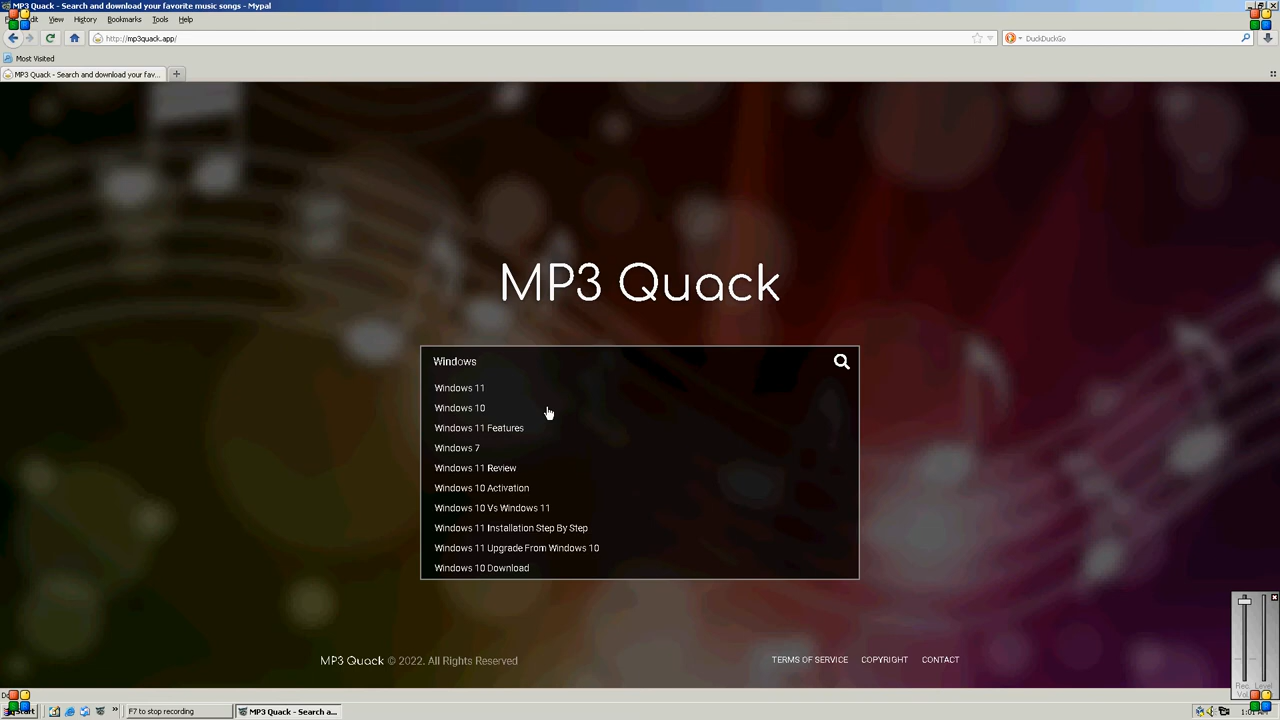 MP3 Quack - Search and download your favorite music songs - Mypal
View History Bookmarks Tools Help
http://mp3quack.app/
DuckDuckGo
Most Visited
MP3 Quack - Search and download your fav...
MP3 Quack
Windows
Windows 11
Windows 10
Windows 11 Features
Windows 7
Windows 11 Review
Windows 10 Activation
Windows 10 Vs Windows 11
Windows 11 Installation Step By Step
Windows 11 Upgrade From Windows 10
Windows 10 Download
MP3 Quack © 2022. All Rights Reserved
TERMS OF SERVICE COPYRIGHT CONTACT
Rec. Level
F7 to stop recording
MP3 Quack - Search a...